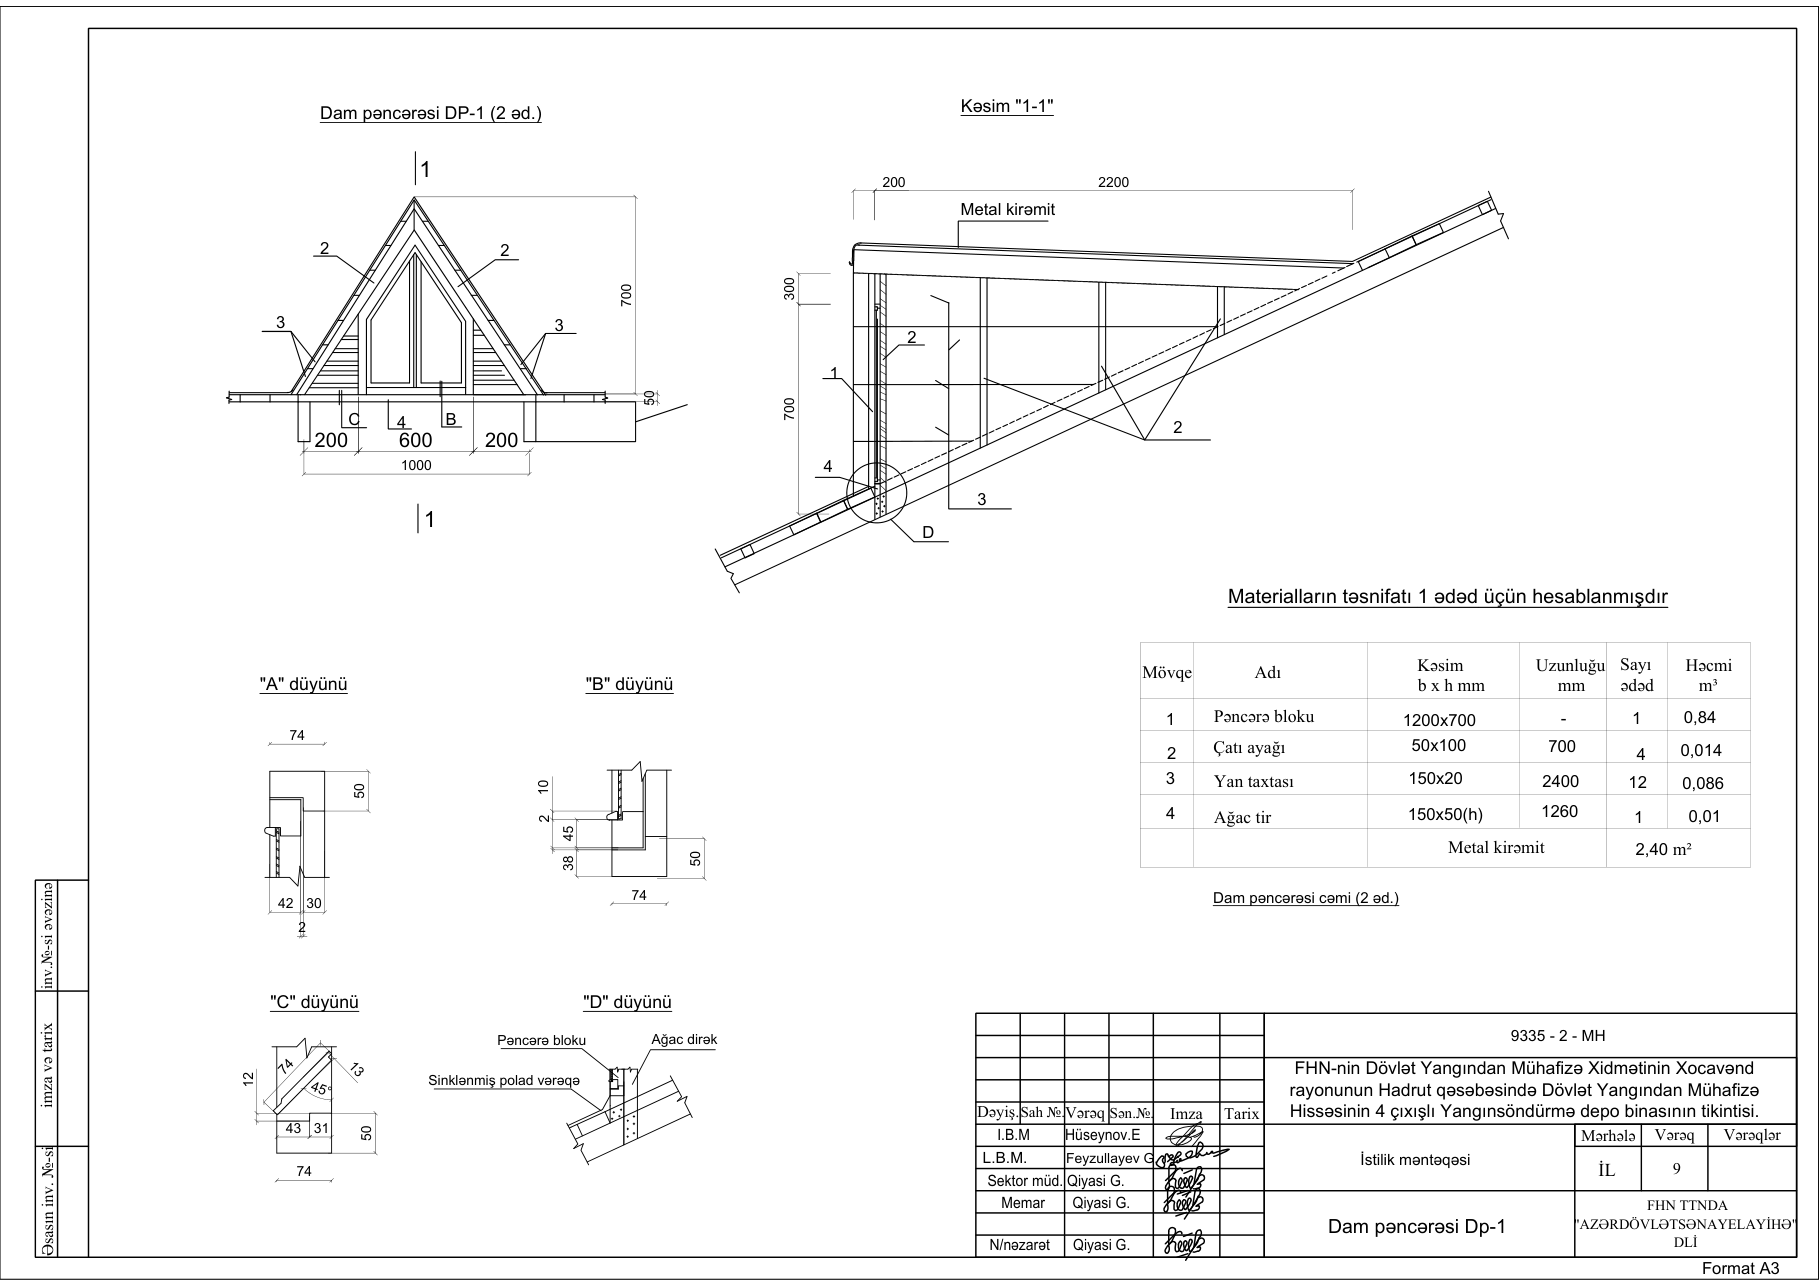 Dam pəncərəsi DP-1 (2 əd.)
1
2
2
3
3
700
50
C
4
B
200
600
200
1000
1
Kəsim "1-1"
200
2200
Metal kirəmit
300
700
2
1
4
2
3
D
Materialların təsnifatı 1 ədəd üçün hesablanmışdır
Mövqe Adı Kəsim b x h mm Uzunluğu mm Sayı ədəd Həcmi m³
1 Pəncərə bloku 1200x700 - 1 0,84
2 Çatı ayağı 50x100 700 4 0,014
3 Yan taxtası 150x20 2400 12 0,086
4 Ağac tir 150x50(h) 1260 1 0,01
Metal kirəmit 2,40 m²
Dam pəncərəsi cəmi (2 əd.)
"A" düyünü
74
50
42
30
2
"B" düyünü
10
2
45
38
50
74
"C" düyünü
74
13
45°
12
43
31
50
74
"D" düyünü
Pəncərə bloku
Ağac dirək
Sinklənmiş polad vərəqə
inv.№-si əvəzinə
imza və tarix
Əsasın inv. №-si
9335 - 2 - MH
FHN-nin Dövlət Yangından Mühafizə Xidmətinin Xocavənd
rayonunun Hadrut qəsəbəsində Dövlət Yangından Mühafizə
Hissəsinin 4 çıxışlı Yangınsöndürmə depo binasının tikintisi.
Dəyiş. Sah №. Vərəq Sən.№. Imza Tarix
I.B.M Hüseynov.E
L.B.M. Feyzullayev G
Sektor müd. Qiyasi G.
Memar Qiyasi G.
N/nəzarət Qiyasi G.
İstilik məntəqəsi
Mərhələ Vərəq Vərəqlər
İL 9
Dam pəncərəsi Dp-1
FHN TTNDA
"AZƏRDÖVLƏTSƏNAYELAYİHƏ"
DLİ
Format A3